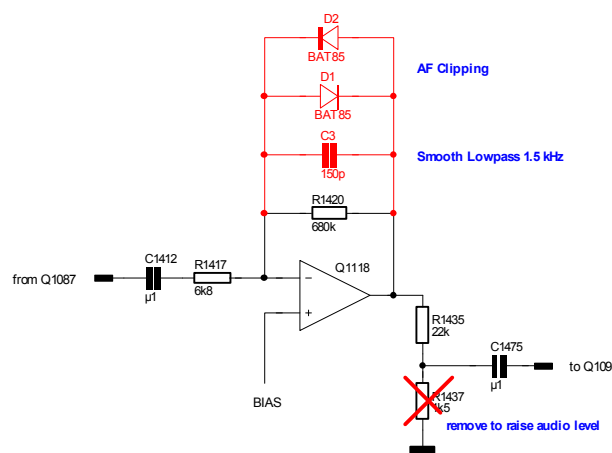 D2
BAT85
AF Clipping
D1
BAT85
C3
150p
Smooth Lowpass 1.5 kHz
R1420
680k
C1412
µ1
R1417
6k8
Q1118
from Q1087
BIAS
R1435
22k
C1475
µ1
to Q109
R1437
1k5
remove to raise audio level